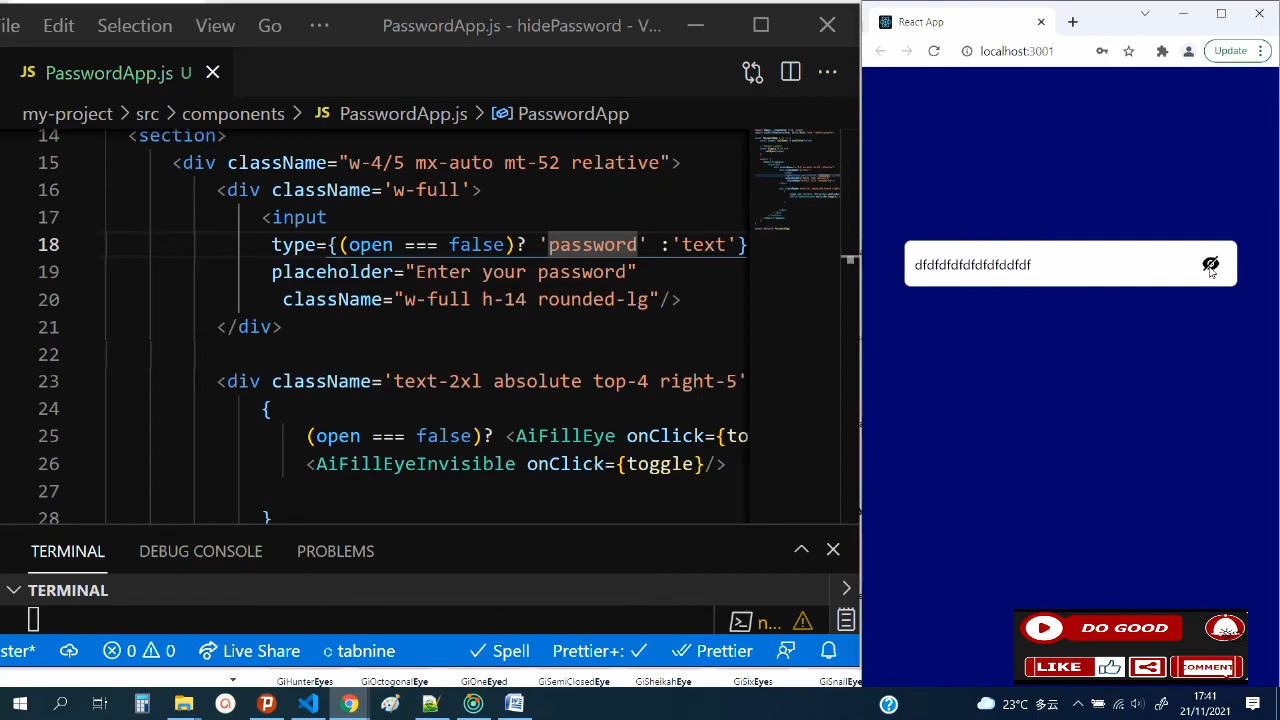 ile Edit Selection View Go ··· PasswordApp.js - hidePassword - V...
JS PasswordApp.js U
my-project > src > components > JS PasswordApp.js > PasswordApp
14 <section>
15 <div className="w-4/5 mx-auto mt-52 relative">
16 <div className='w-full'>
17 <input
18 type={(open === false)? 'password' :'text'}
19 placeholder="Enter your password"
20 className="w-full h-14 rounded-lg"/>
21 </div>
22
23 <div className='text-2xl absolute top-4 right-5'
24 {
25 (open === false)? <AiFillEye onClick={to
26 <AiFillEyeInvisible onClick={toggle}/>
27
28 }
TERMINAL DEBUG CONSOLE PROBLEMS
TERMINAL
n...
ster* 0 0 Live Share tabnine Spell Prettier+: Prettier
GiHunterEyes GiSemiClosedEye GiSheikahEye GiSixEyes
React App
localhost:3001
Update
dfdfdfdfdfdfdfddfdf
DO GOOD
LIKE
COMMENT
23°C 多云
17:41
21/11/2021